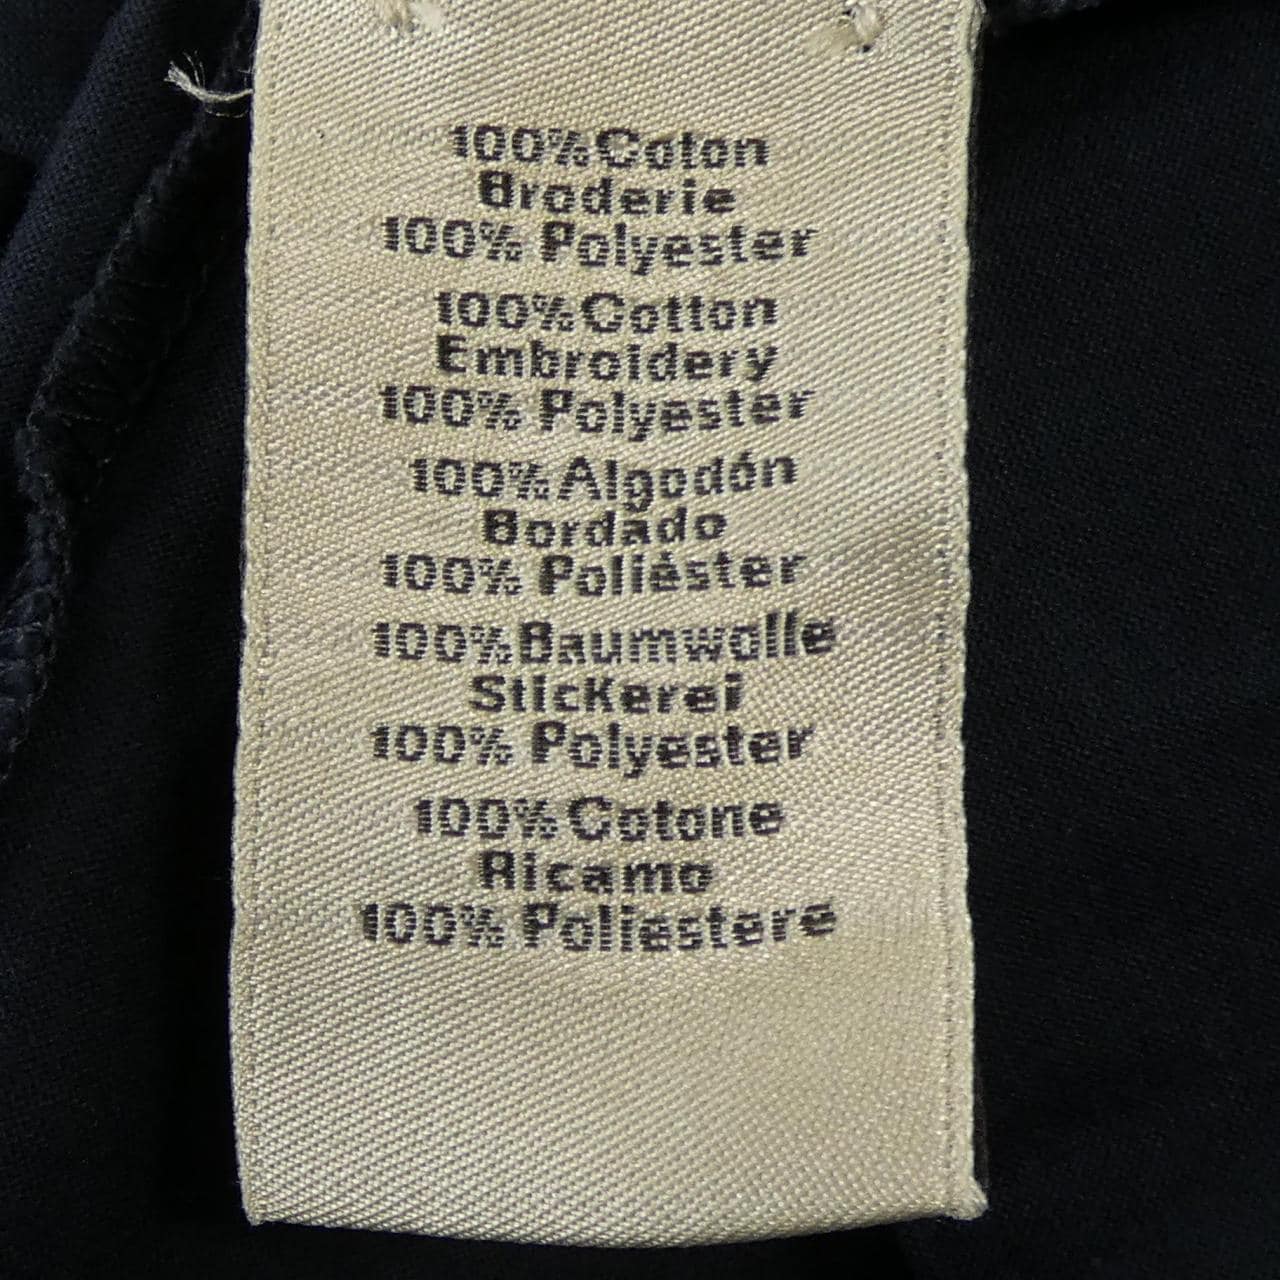 100% Coton
Broderie
100% Polyester
100% Cotton
Embroidery
100% Polyester
100% Algodón
Bordado
100% Poliéster
100% Baumwolle
Stickerei
100% Polyester
100% Cotone
Ricamo
100% Poliestere